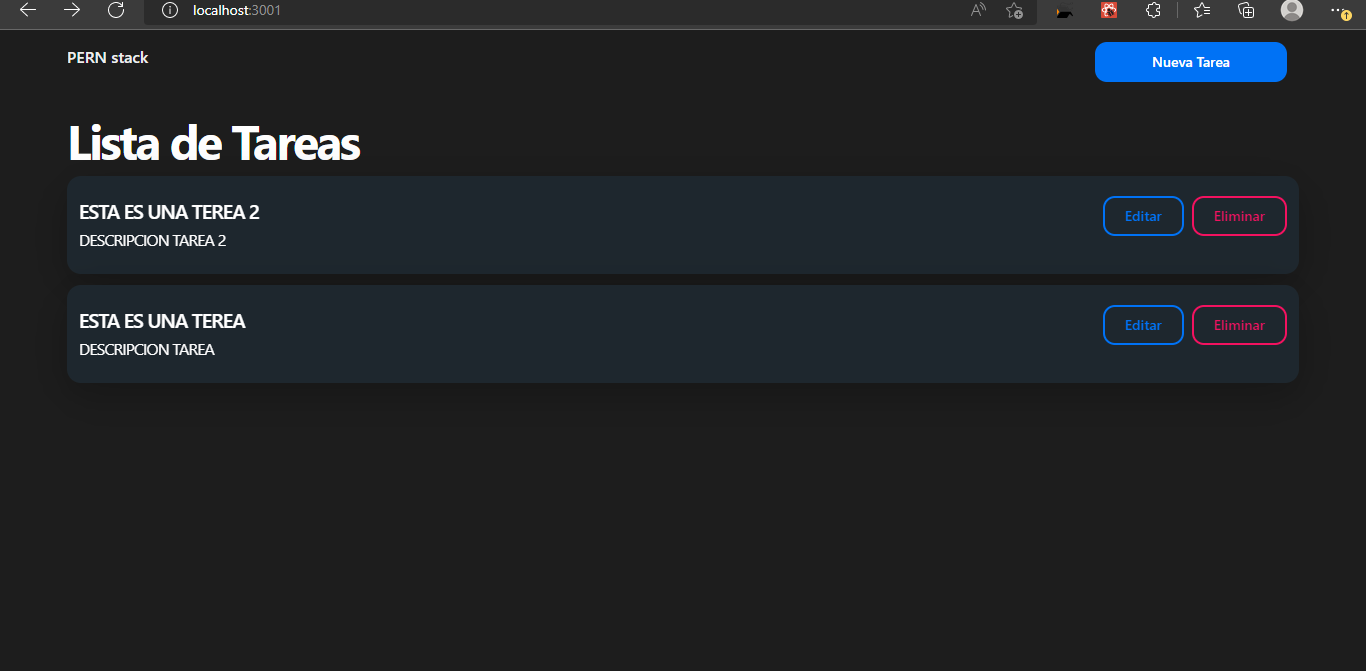 localhost:3001
PERN stack
Nueva Tarea
Lista de Tareas
ESTA ES UNA TEREA 2
DESCRIPCION TAREA 2
Editar
Eliminar
ESTA ES UNA TEREA
DESCRIPCION TAREA
Editar
Eliminar